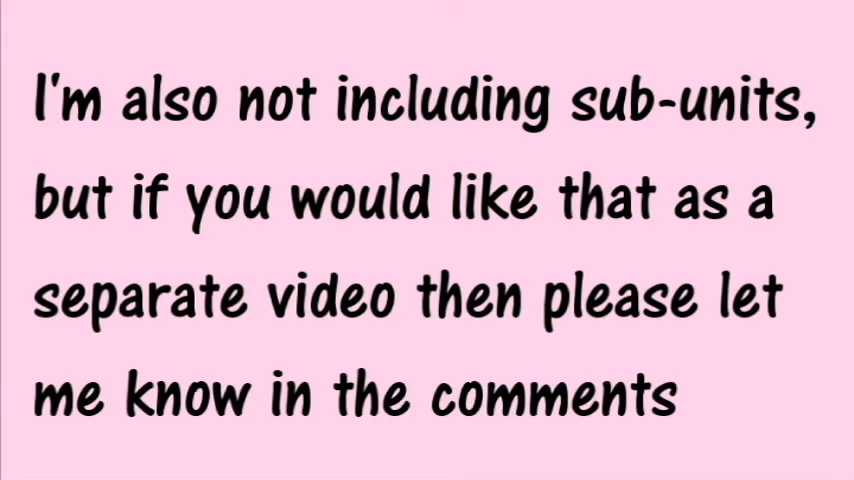 I'm also not including sub-units,
but if you would like that as a
separate video then please let
me know in the comments